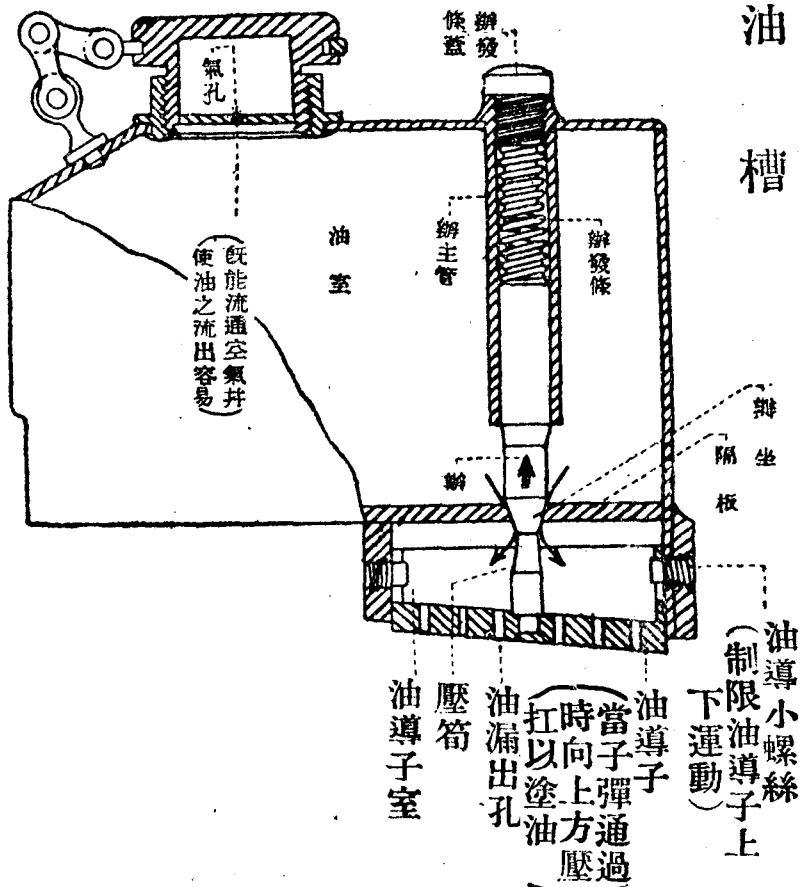 油槽
瓣發
條蓋
氣孔
油室
瓣主管
瓣發條
(既能流通空氣幷
使油之流出容易)
瓣坐
隔板
瓣
油導小螺絲
(制限油導子上
下運動)
油導子
(當子彈通過
時向上方壓
扛以塗油
油漏出孔
壓筍
油導子室